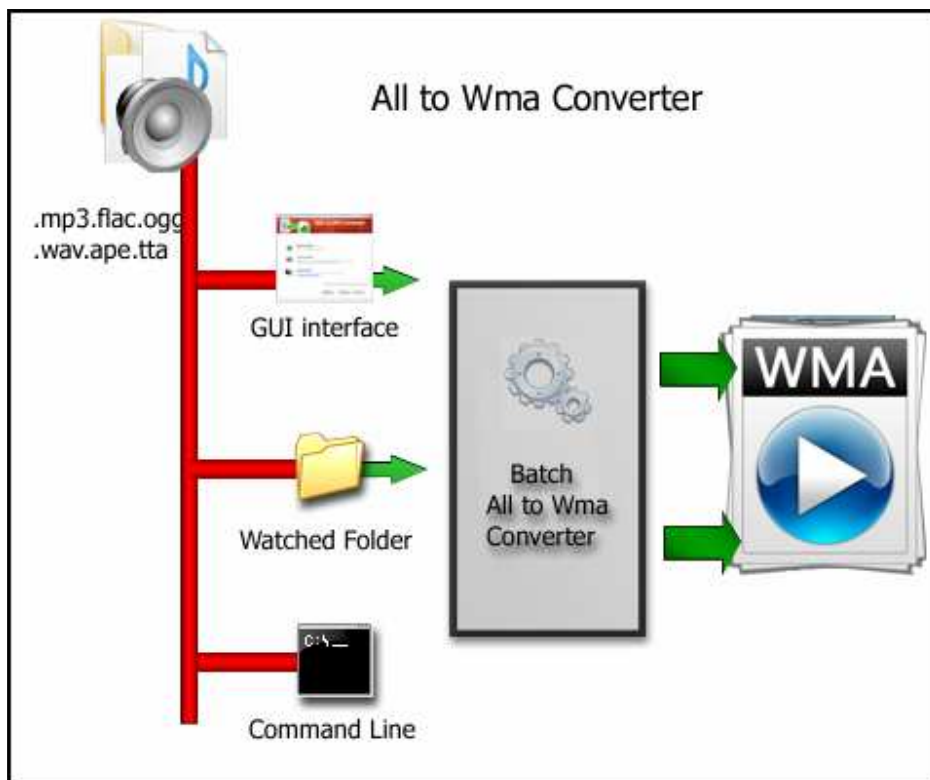 All to Wma Converter
.mp3.flac.ogg
.wav.ape.tta
GUI interface
WMA
Batch
All to Wma
Converter
Watched Folder
C:\_
Command Line